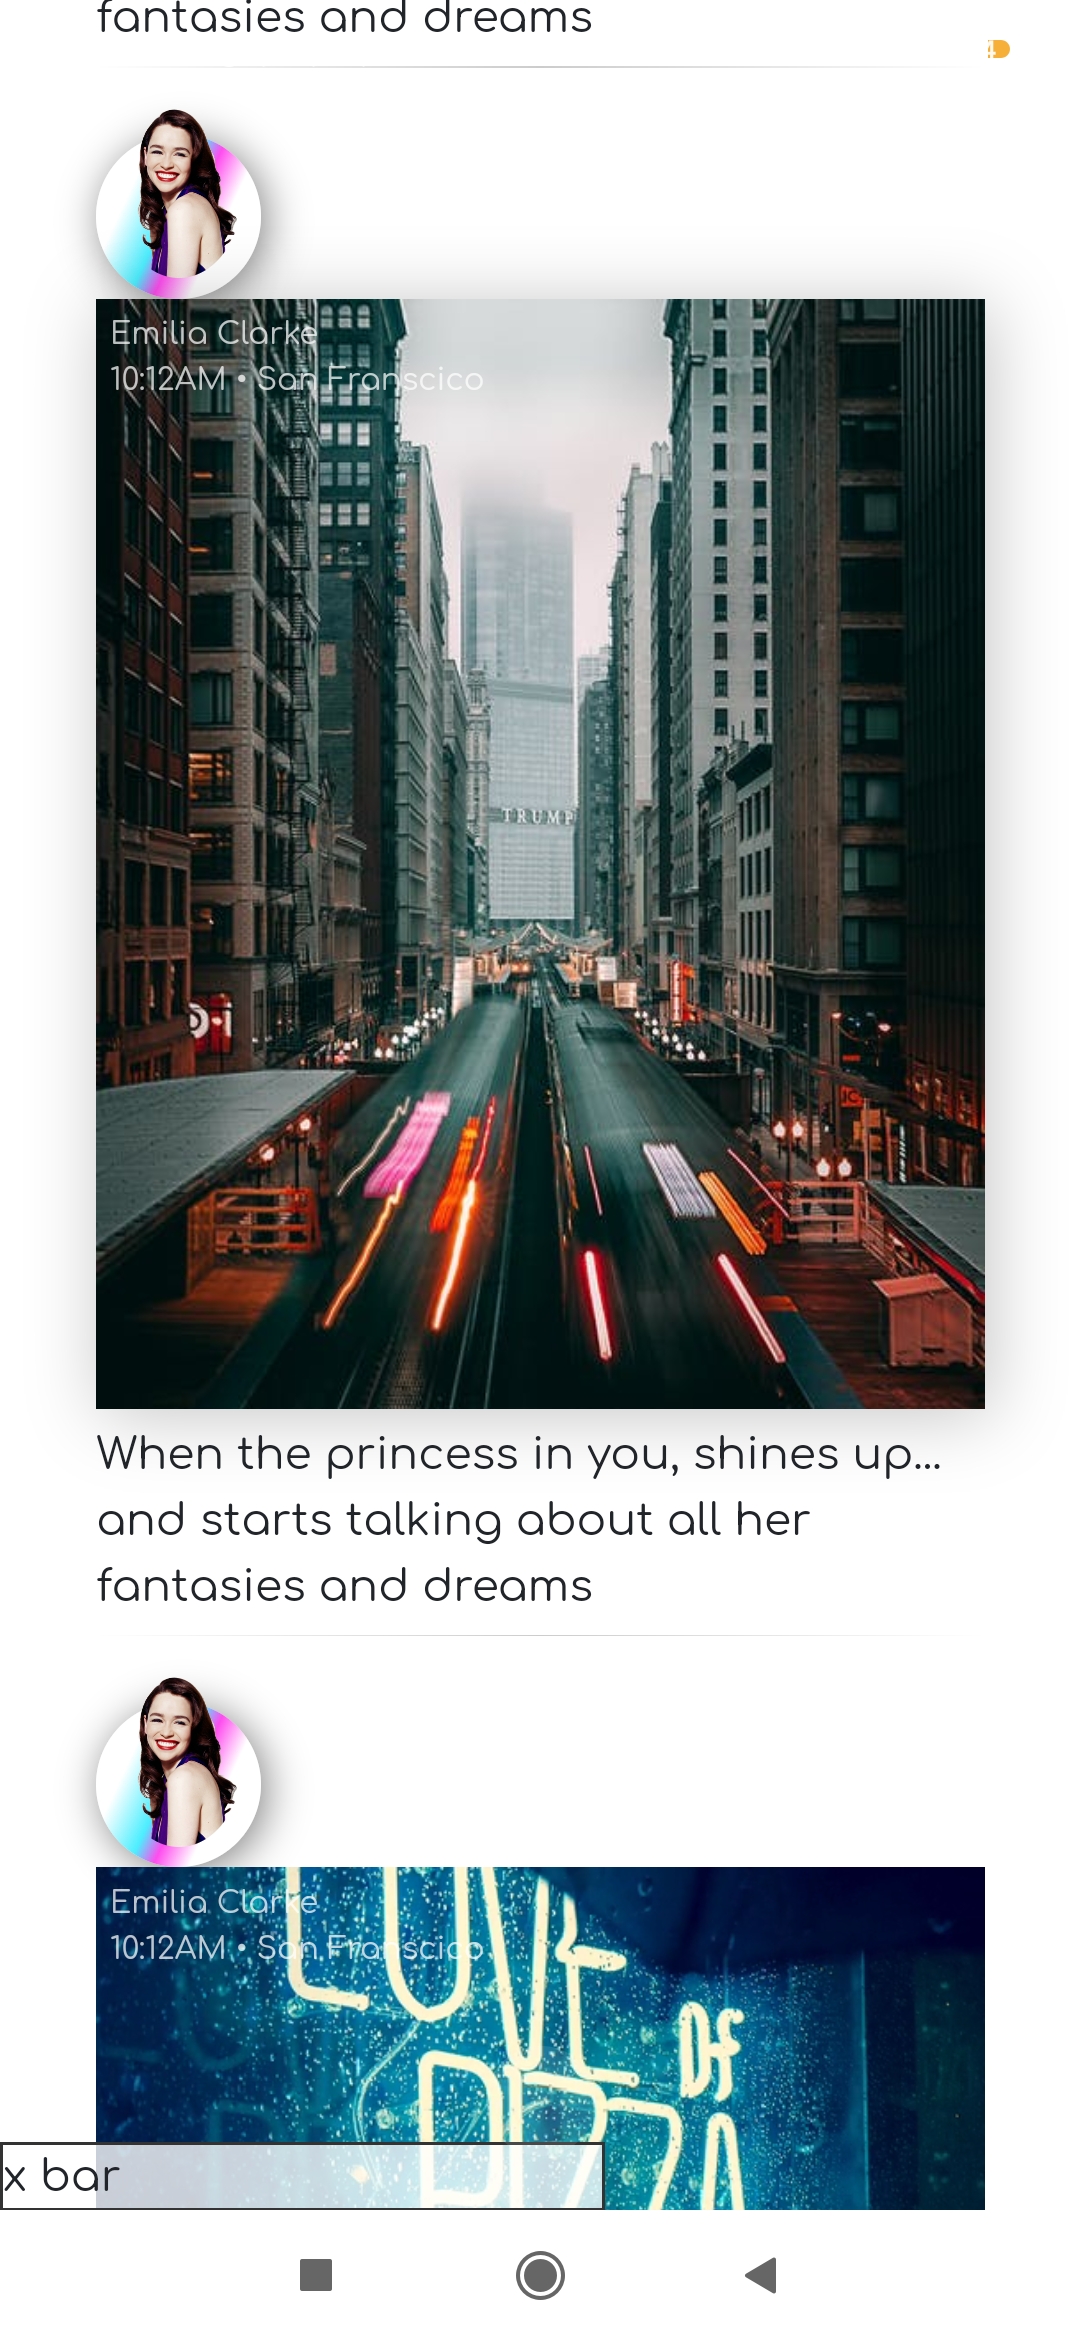 fantasies and dreams
4
Emilia Clarke
10:12AM • San Franscico
TRUMP
When the princess in you, shines up...
and starts talking about all her
fantasies and dreams
Emilia Clarke
10:12AM • San Franscico
LOVE
OF
PIZZA
x bar